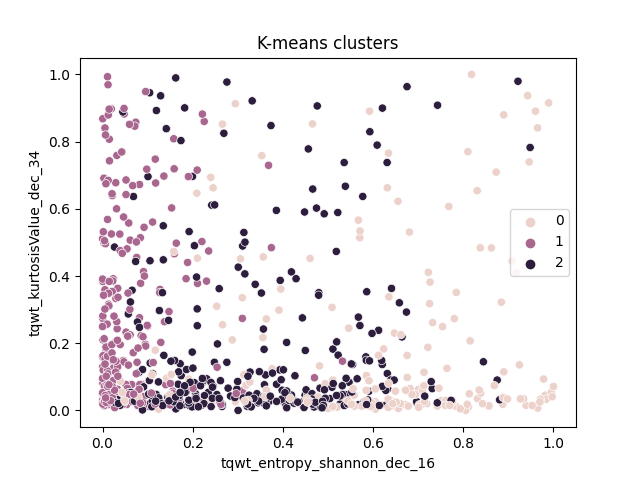 K-means clusters
tqwt_kurtosisValue_dec_34
1.0
0.8
0.6
0.4
0.2
0.0
0
1
2
0.0 0.2 0.4 0.6 0.8 1.0
tqwt_entropy_shannon_dec_16